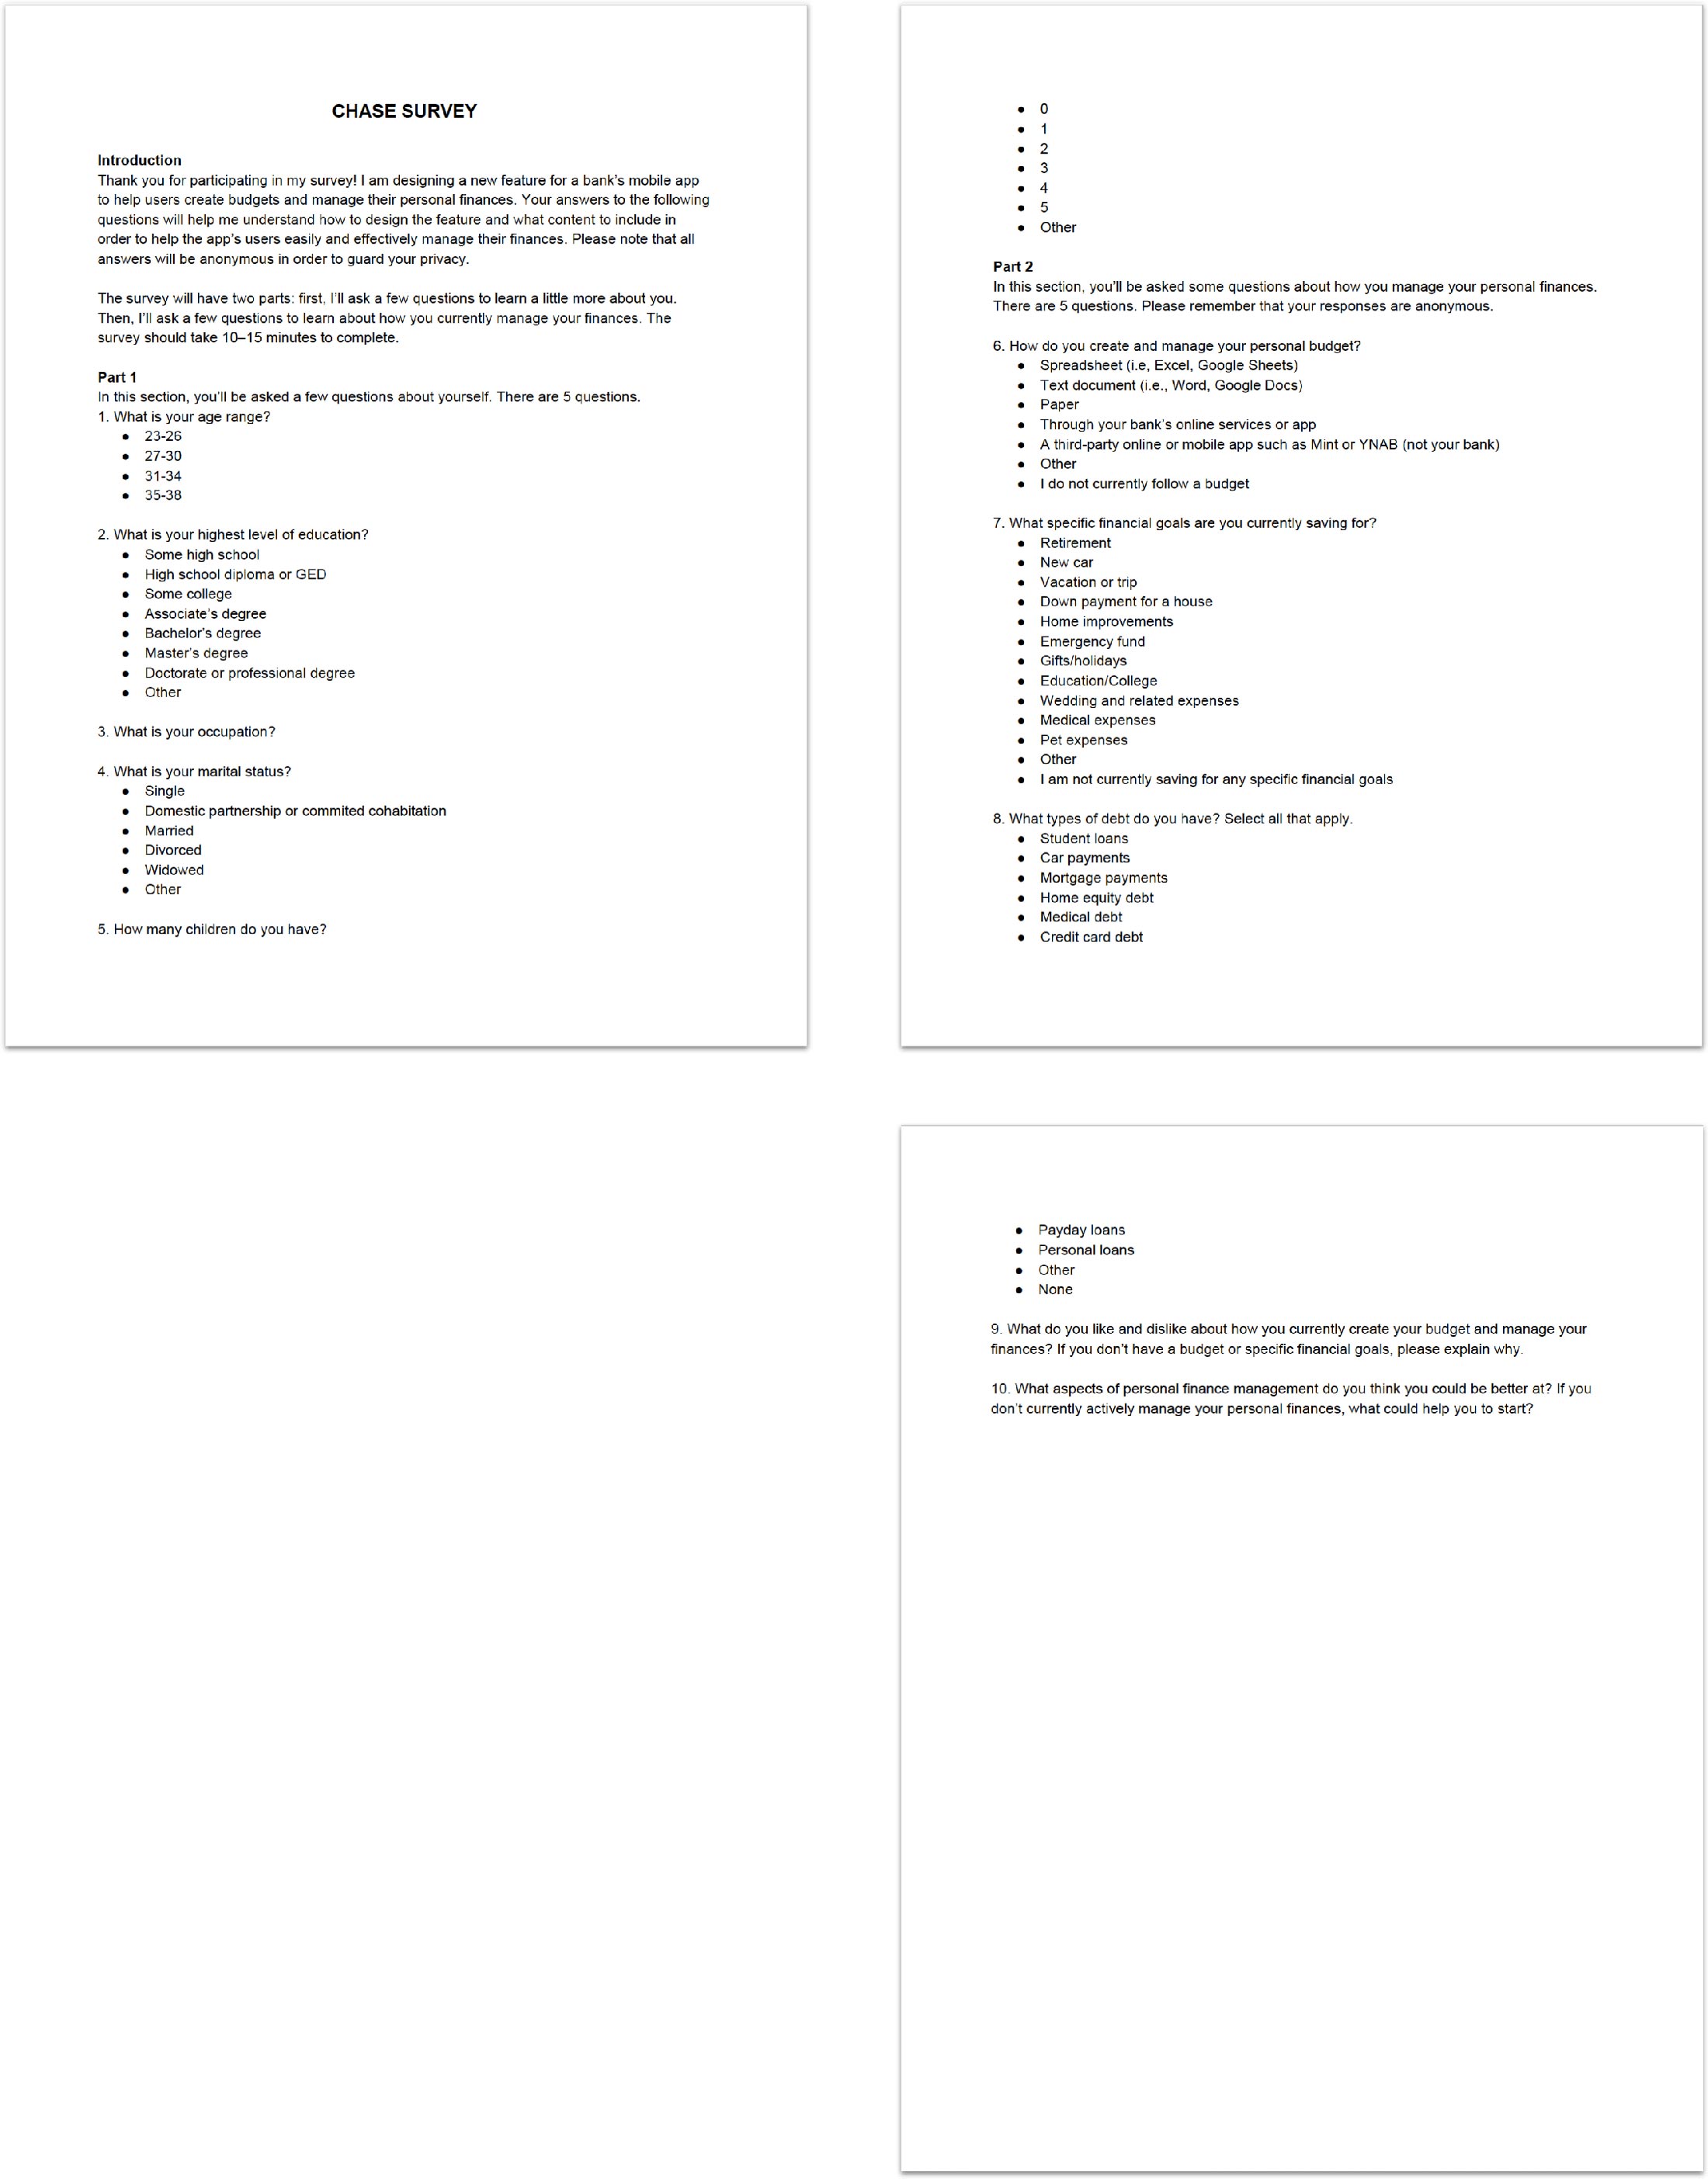 CHASE SURVEY
Introduction
Thank you for participating in my survey! I am designing a new feature for a bank's mobile app
to help users create budgets and manage their personal finances. Your answers to the following
questions will help me understand how to design the feature and what content to include in
order to help the app's users easily and effectively manage their finances. Please note that all
answers will be anonymous in order to guard your privacy.
The survey will have two parts: first, I'll ask a few questions to learn a little more about you.
Then, I'll ask a few questions to learn about how you currently manage your finances. The
survey should take 10–15 minutes to complete.
Part 1
In this section, you'll be asked a few questions about yourself. There are 5 questions.
1. What is your age range?
● 23-26
● 27-30
● 31-34
● 35-38
2. What is your highest level of education?
● Some high school
● High school diploma or GED
● Some college
● Associate's degree
● Bachelor's degree
● Master's degree
● Doctorate or professional degree
● Other
3. What is your occupation?
4. What is your marital status?
● Single
● Domestic partnership or commited cohabitation
● Married
● Divorced
● Widowed
● Other
5. How many children do you have?
● 0
● 1
● 2
● 3
● 4
● 5
● Other
Part 2
In this section, you'll be asked some questions about how you manage your personal finances.
There are 5 questions. Please remember that your responses are anonymous.
6. How do you create and manage your personal budget?
● Spreadsheet (i.e, Excel, Google Sheets)
● Text document (i.e., Word, Google Docs)
● Paper
● Through your bank's online services or app
● A third-party online or mobile app such as Mint or YNAB (not your bank)
● Other
● I do not currently follow a budget
7. What specific financial goals are you currently saving for?
● Retirement
● New car
● Vacation or trip
● Down payment for a house
● Home improvements
● Emergency fund
● Gifts/holidays
● Education/College
● Wedding and related expenses
● Medical expenses
● Pet expenses
● Other
● I am not currently saving for any specific financial goals
8. What types of debt do you have? Select all that apply.
● Student loans
● Car payments
● Mortgage payments
● Home equity debt
● Medical debt
● Credit card debt
● Payday loans
● Personal loans
● Other
● None
9. What do you like and dislike about how you currently create your budget and manage your
finances? If you don't have a budget or specific financial goals, please explain why.
10. What aspects of personal finance management do you think you could be better at? If you
don't currently actively manage your personal finances, what could help you to start?